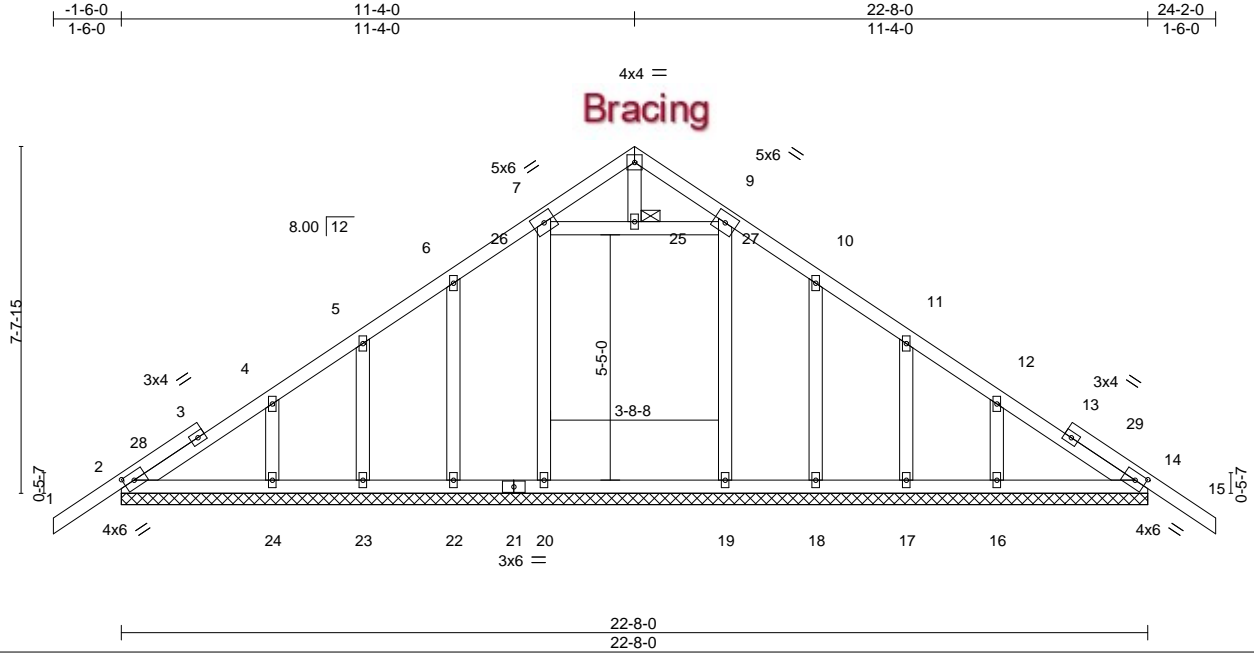 -1-6-0 11-4-0 22-8-0 24-2-0
1-6-0 11-4-0 11-4-0 1-6-0
4x4 =
Bracing
5x6
5x6
7
9
8.00 12
26
25
27
6
10
7-7-15
5
11
5-5-0
4
12
3x4
3x4
3-8-8
3
13
28
29
2
14
0-5-7
0-5-7
1
15
4x6
4x6
24 23 22 21 20 19 18 17 16
3x6 =
22-8-0
22-8-0